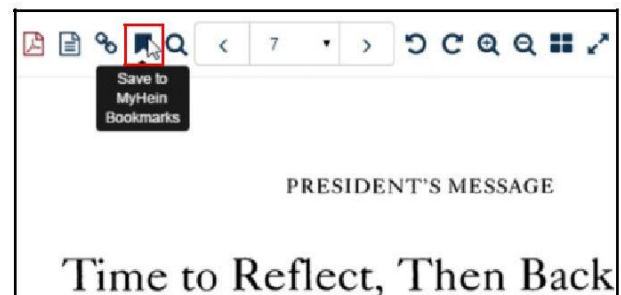 7
Save to
MyHein
Bookmarks
PRESIDENT'S MESSAGE
Time to Reflect, Then Back